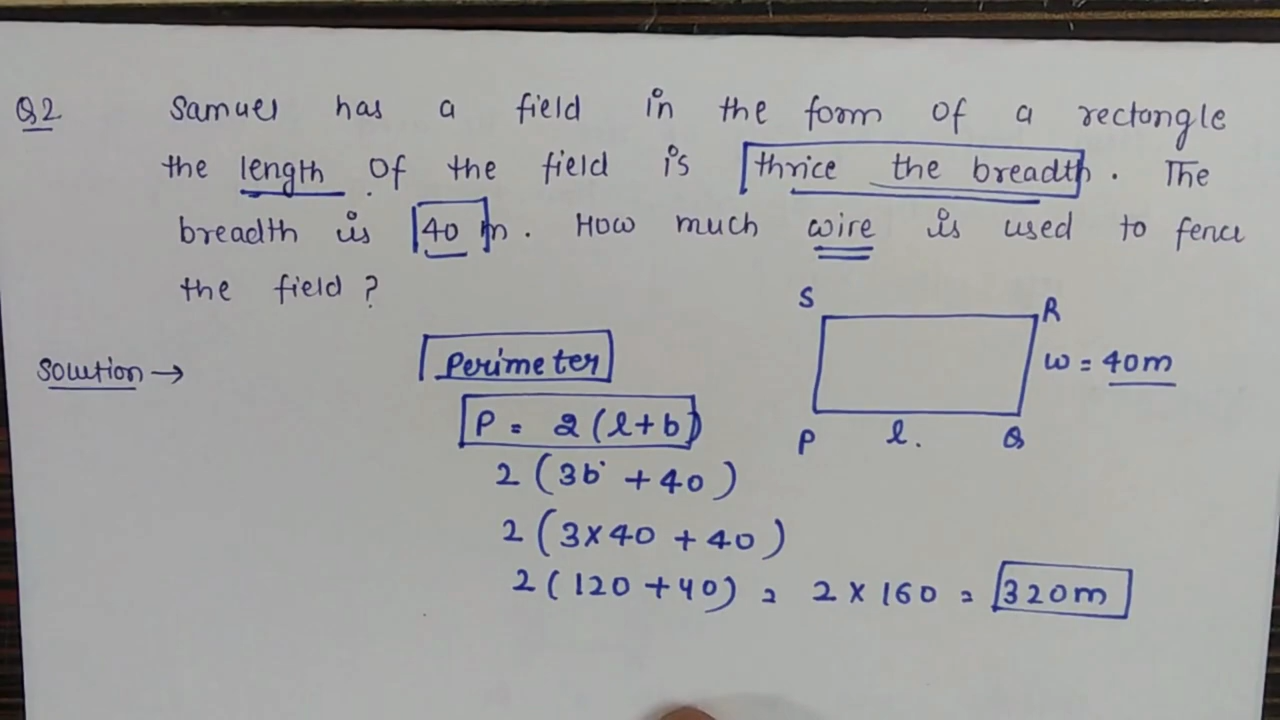 Q2 Samuel has a field in the form of a rectangle
the length of the field is thrice the breadth. The
breadth is 40 m. How much wire is used to fence
the field?
Solution →
Perimeter
P = 2(l+b)
2(3b + 40)
2(3×40 + 40)
2(120 + 40) = 2 × 160 = 320m
S
R
w = 40m
P
l.
Q